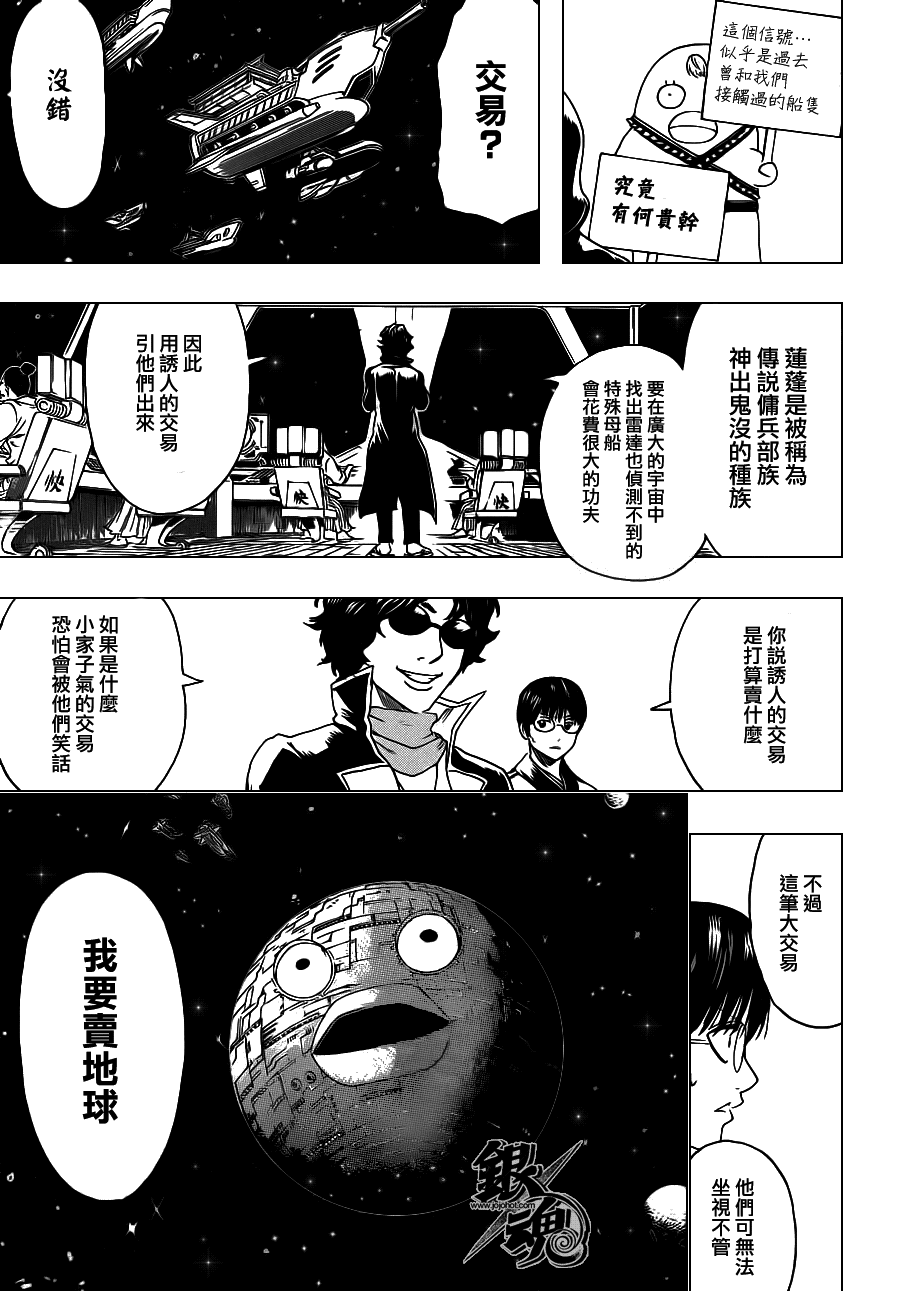 這個信號…
似乎是過去
曾和我們
接觸過的船隻
究竟
有何貴幹
交易?
沒錯
蓮蓬是被稱為
傳說傭兵部族
神出鬼沒的種族
要在廣大的宇宙中
找出雷達也偵測不到的
特殊母船
會花費很大的功夫
因此
用誘人的交易
引他們出來
快
快
快
你說誘人的交易
是打算賣什麼
如果是什麼
小家子氣的交易
恐怕會被他們笑話
不過
這筆大交易
他們可無法
坐視不管
我要賣地球
銀魂
www.jojohot.com